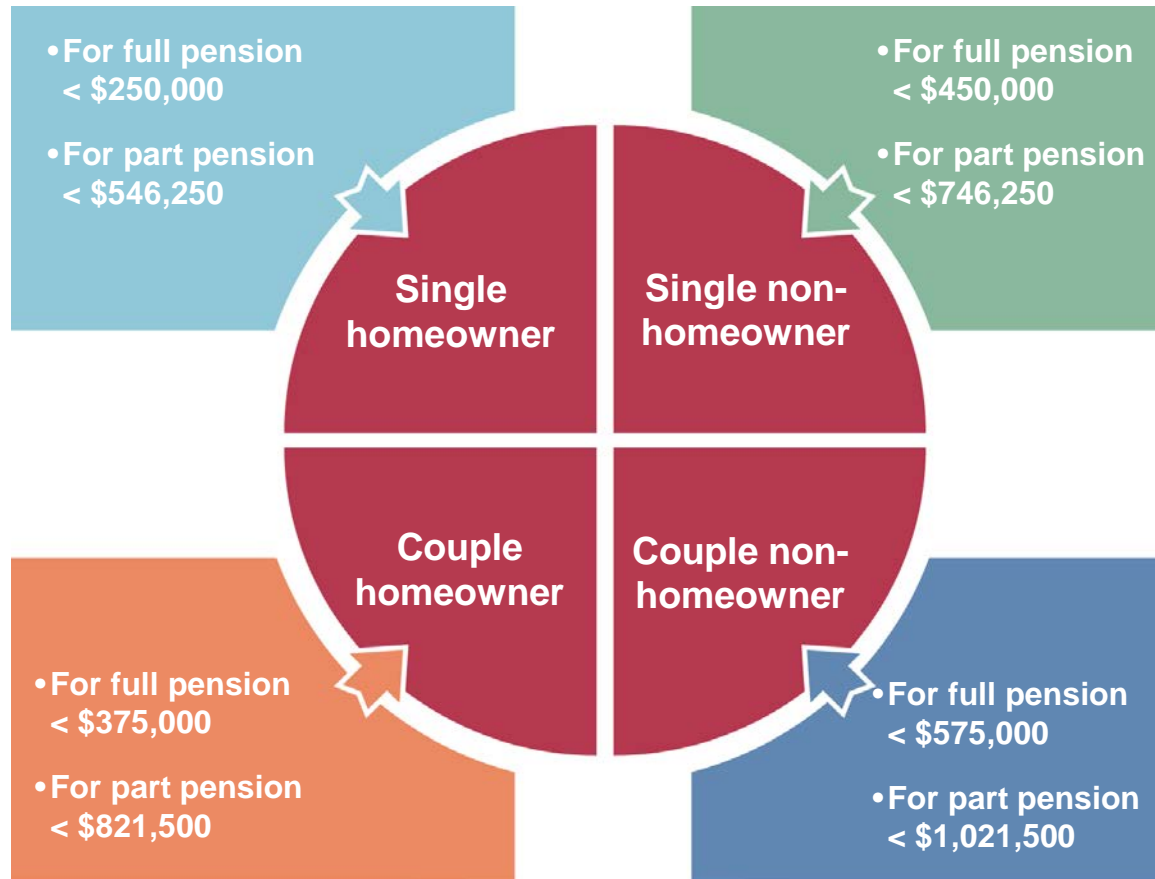 •For full pension
< $250,000
•For part pension
< $546,250
•For full pension
< $450,000
•For part pension
< $746,250
Single
homeowner
Single non-
homeowner
Couple
homeowner
Couple non-
homeowner
•For full pension
< $375,000
•For part pension
< $821,500
•For full pension
< $575,000
•For part pension
< $1,021,500